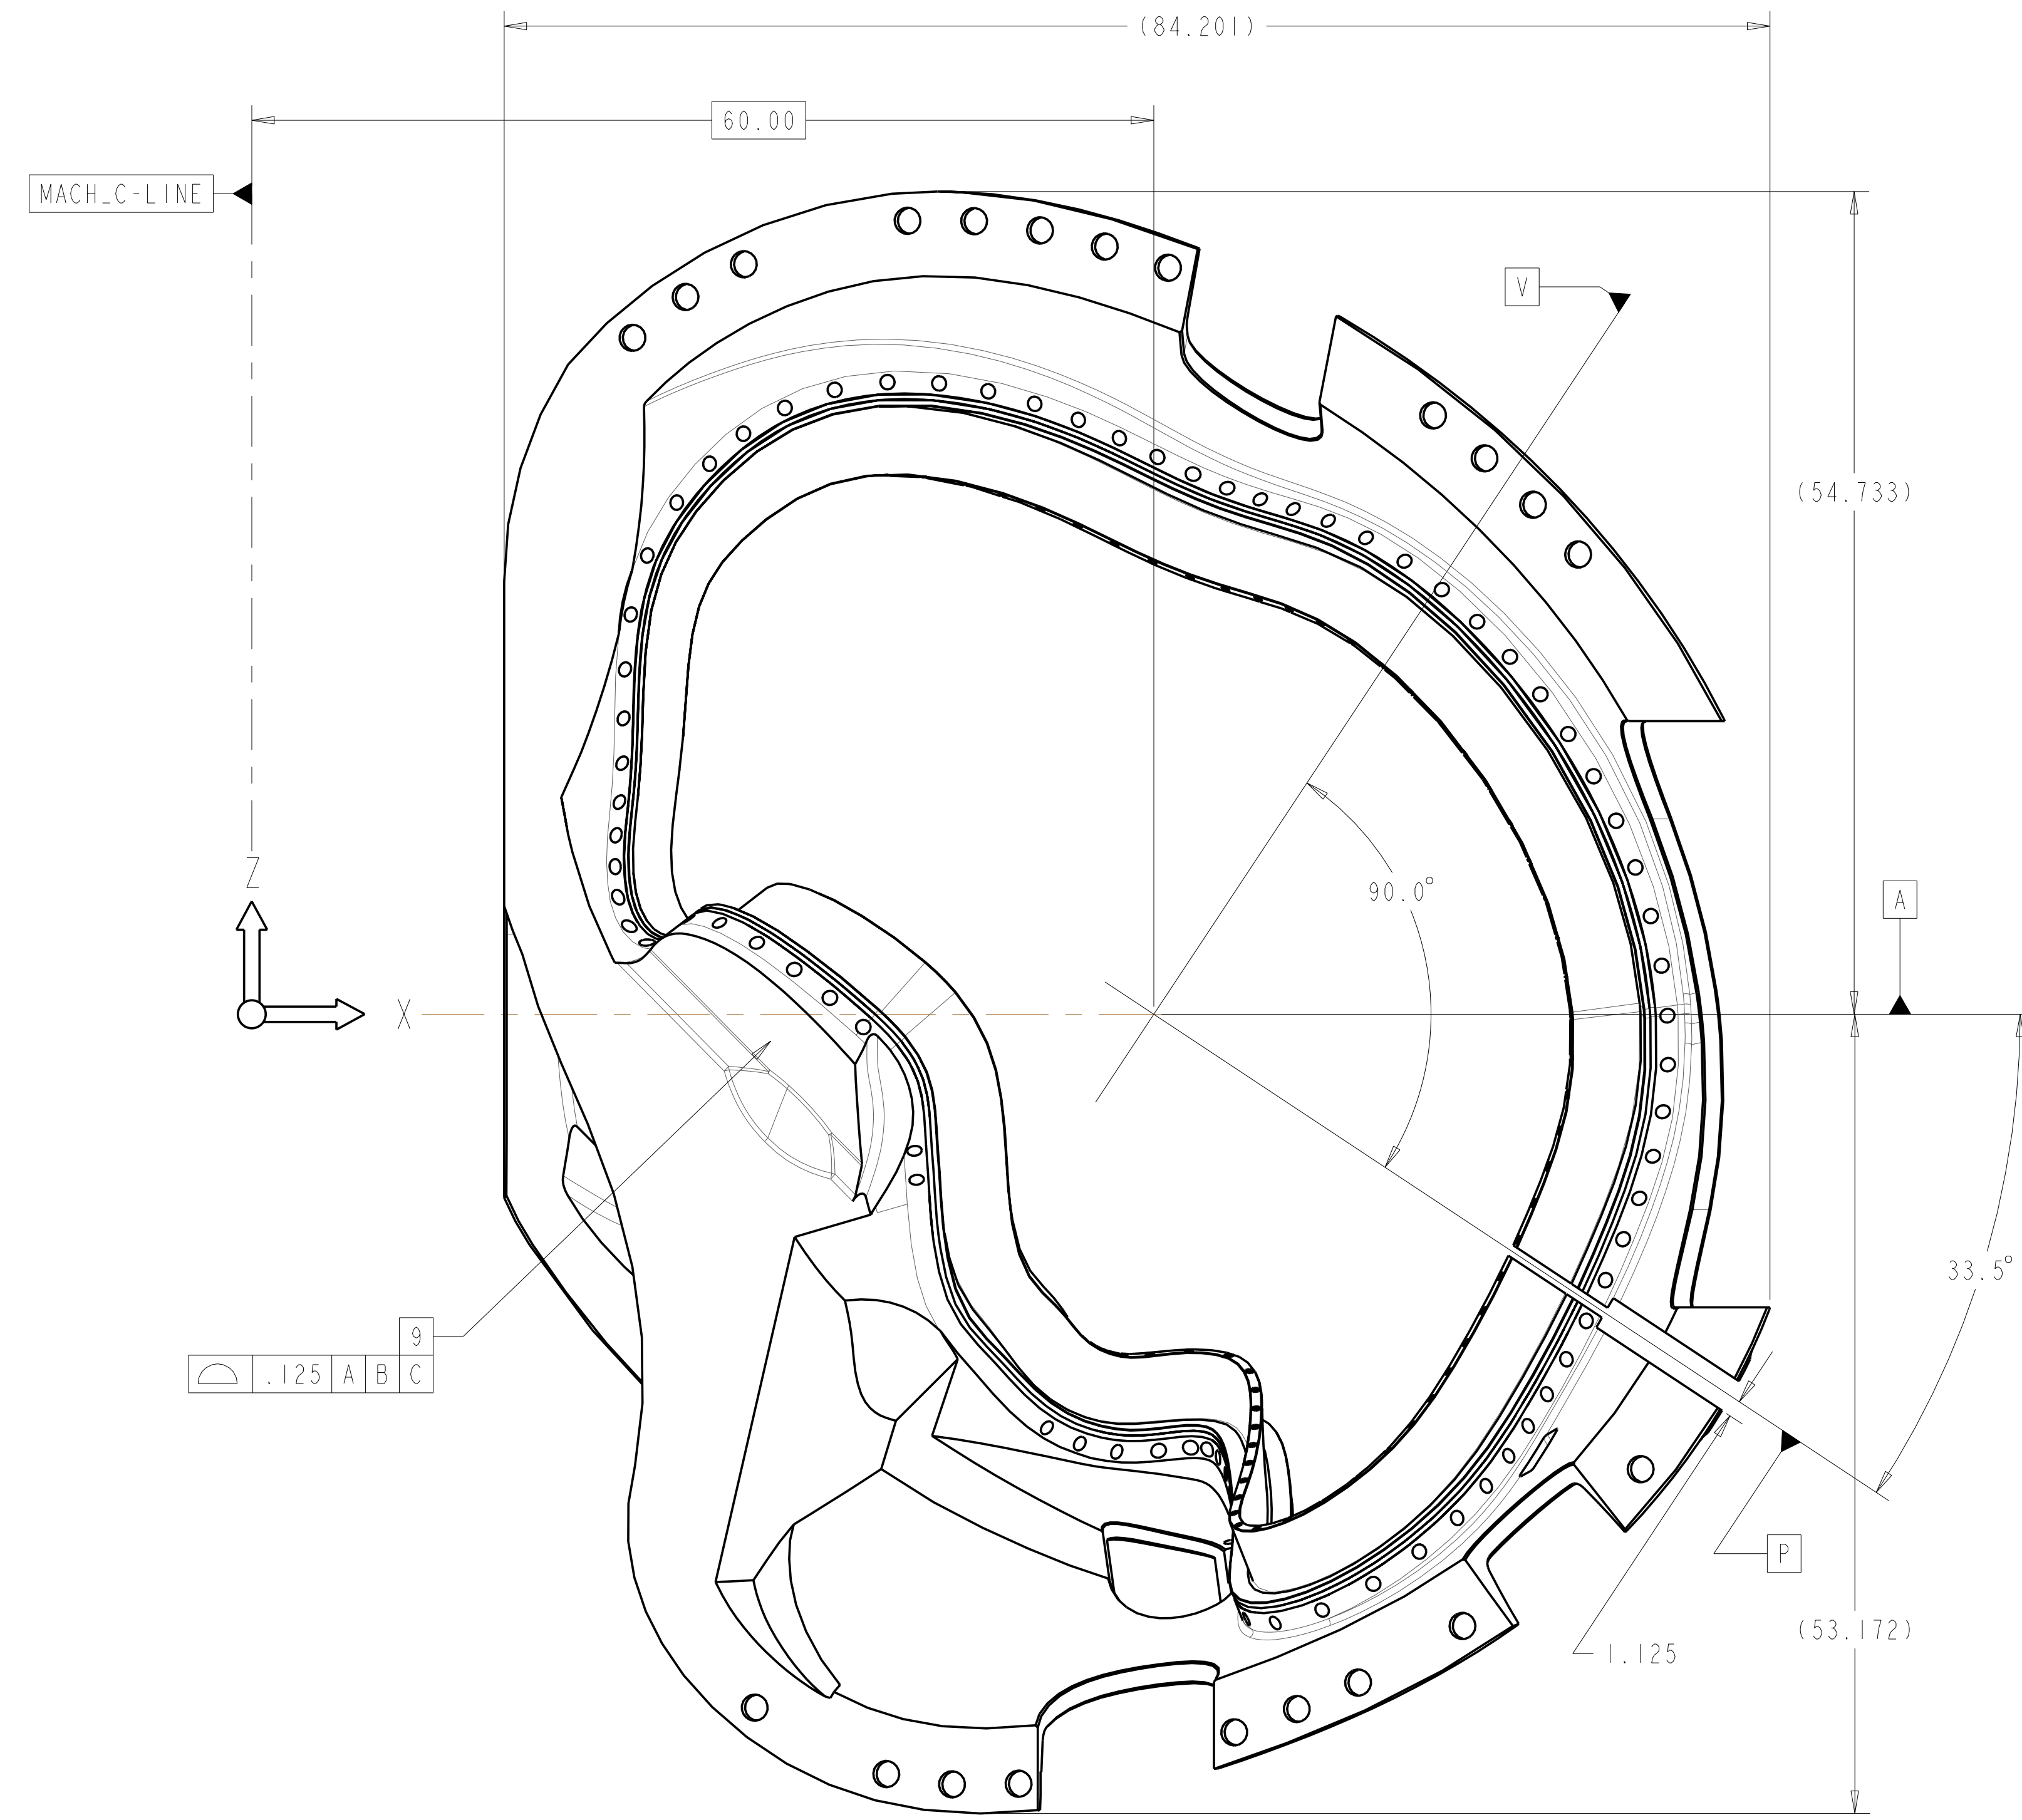 (84.201)
60.00
MACH_C-LINE
V
(54.733)
Z
90.0°
A
X
33.5°
9
.125 A B C
P
(53.172)
1.125